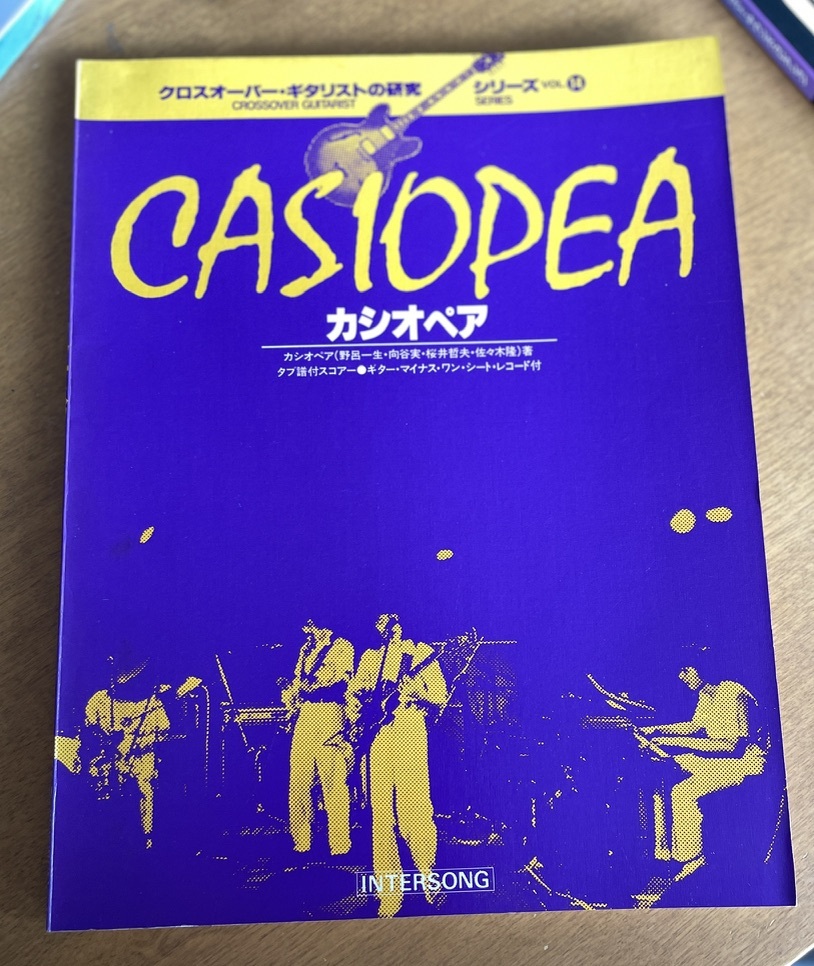 クロスオーバー・ギタリストの研究 シリーズ VOL.14
CROSSOVER GUITARIST SERIES
CASIOPEA
カシオペア
カシオペア(野呂一生・向谷実・桜井哲夫・佐々木隆)著
タブ譜付スコアー●ギター・マイナス・ワン・シート・レコード付
INTERSONG